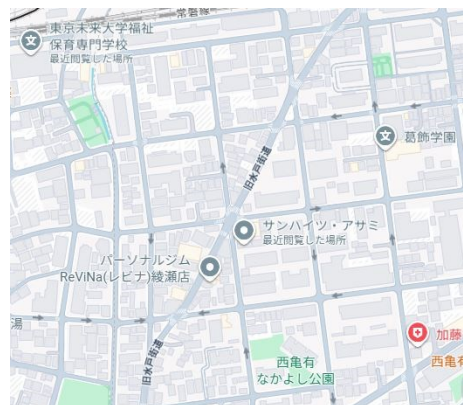 常磐線
東京未来大学福祉
保育専門学校
最近閲覧した場所
葛飾学園
旧水戸街道
サンハイツ・アサミ
最近閲覧した場所
パーソナルジム
ReViNa(レビナ)綾瀬店
湯
加藤
旧水戸街道
西亀有
なかよし公園
西亀有